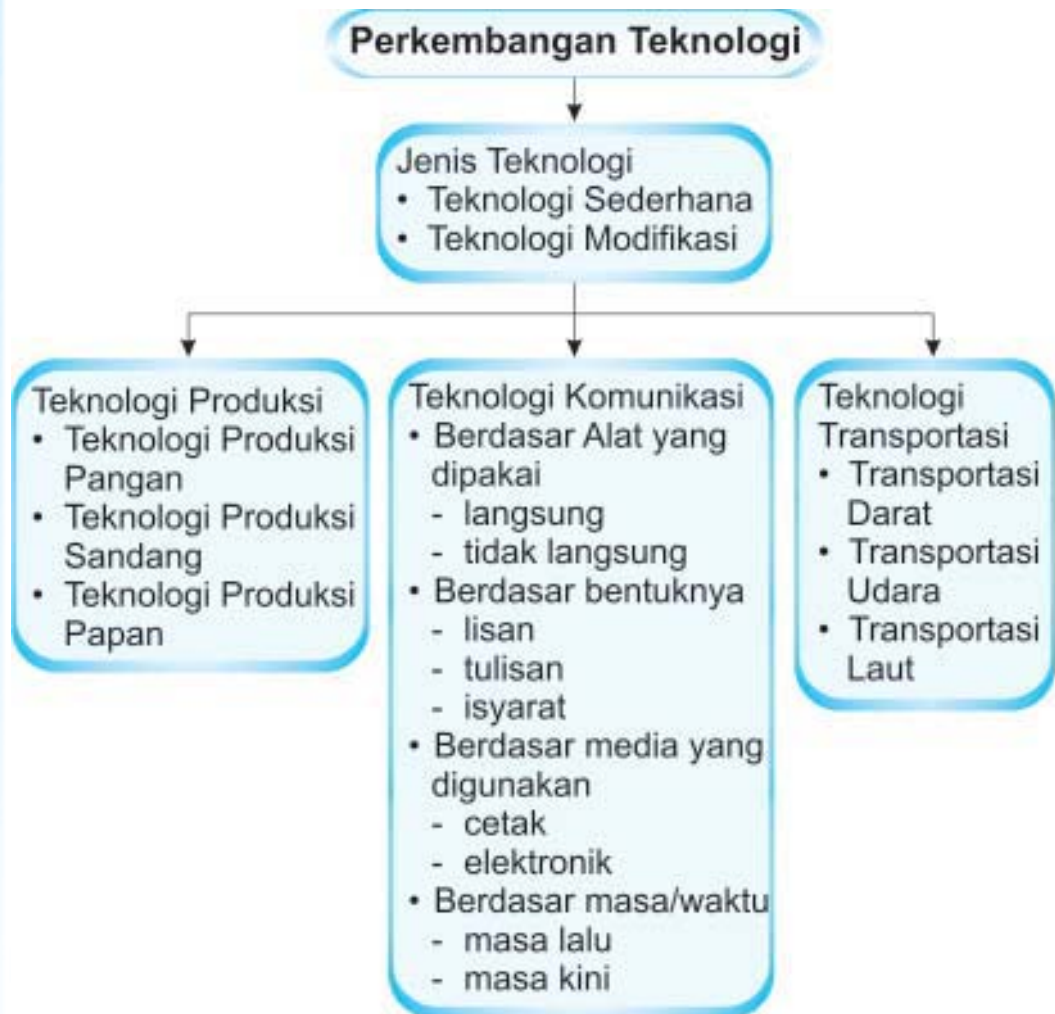 Perkembangan Teknologi
Jenis Teknologi
• Teknologi Sederhana
• Teknologi Modifikasi
Teknologi Produksi
• Teknologi Produksi
Pangan
• Teknologi Produksi
Sandang
• Teknologi Produksi
Papan
Teknologi Komunikasi
• Berdasar Alat yang
dipakai
- langsung
- tidak langsung
• Berdasar bentuknya
- lisan
- tulisan
- isyarat
• Berdasar media yang
digunakan
- cetak
- elektronik
• Berdasar masa/waktu
- masa lalu
- masa kini
Teknologi
Transportasi
• Transportasi
Darat
• Transportasi
Udara
• Transportasi
Laut